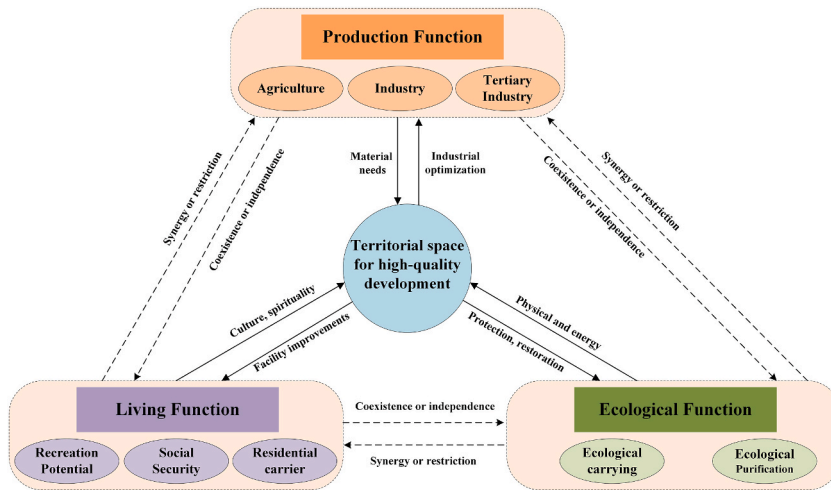 Production Function
Agriculture
Industry
Tertiary
Industry
Material
needs
Industrial
optimization
Synergy or restriction
Coexistence or independence
Coexistence or independence
Synergy or restriction
Territorial space
for high-quality
development
Culture, spirituality
Facility improvements
Physical and energy
Protection, restoration
Living Function
Recreation
Potential
Social
Security
Residential
carrier
Coexistence or independence
Synergy or restriction
Ecological Function
Ecological
carrying
Ecological
Purification